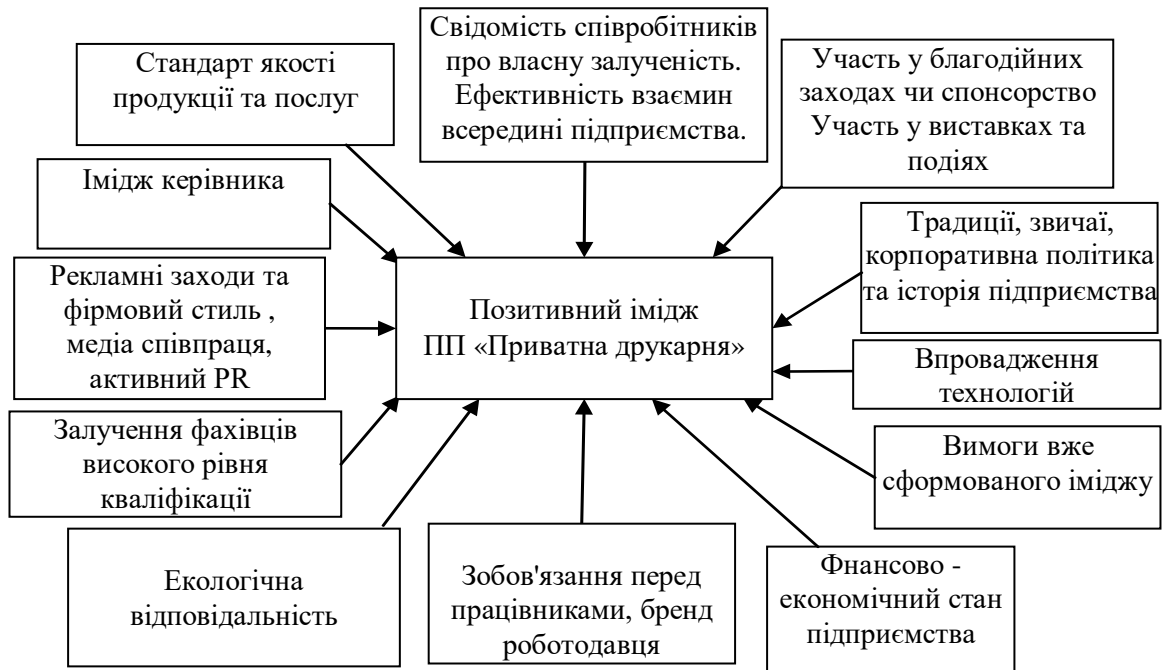 Стандарт якості
продукції та послуг
Свідомість співробітників
про власну залученість.
Ефективність взаємин
всередині підприємства.
Участь у благодійних
заходах чи спонсорство
Участь у виставках та
подіях
Імідж керівника
Традиції, звичаї,
корпоративна політика
та історія підприємства
Рекламні заходи та
фірмовий стиль ,
медіа співпраця,
активний PR
Позитивний імідж
ПП «Приватна друкарня»
Впровадження
технологій
Залучення фахівців
високого рівня
кваліфікації
Вимоги вже
сформованого іміджу
Екологічна
відповідальність
Зобов'язання перед
працівниками, бренд
роботодавця
Фнансово -
економічний стан
підприємства